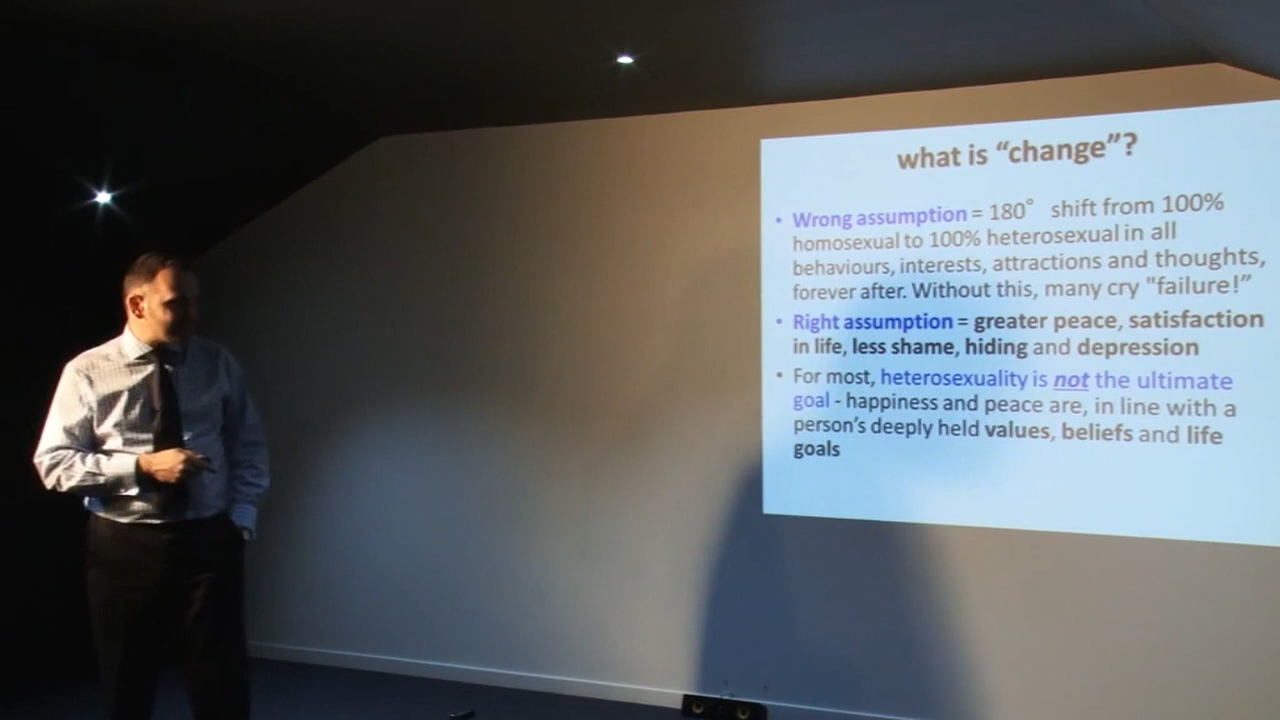 what is “change”?
• Wrong assumption = 180° shift from 100%
homosexual to 100% heterosexual in all
behaviours, interests, attractions and thoughts,
forever after. Without this, many cry "failure!”
• Right assumption = greater peace, satisfaction
in life, less shame, hiding and depression
• For most, heterosexuality is not the ultimate
goal - happiness and peace are, in line with a
person’s deeply held values, beliefs and life
goals